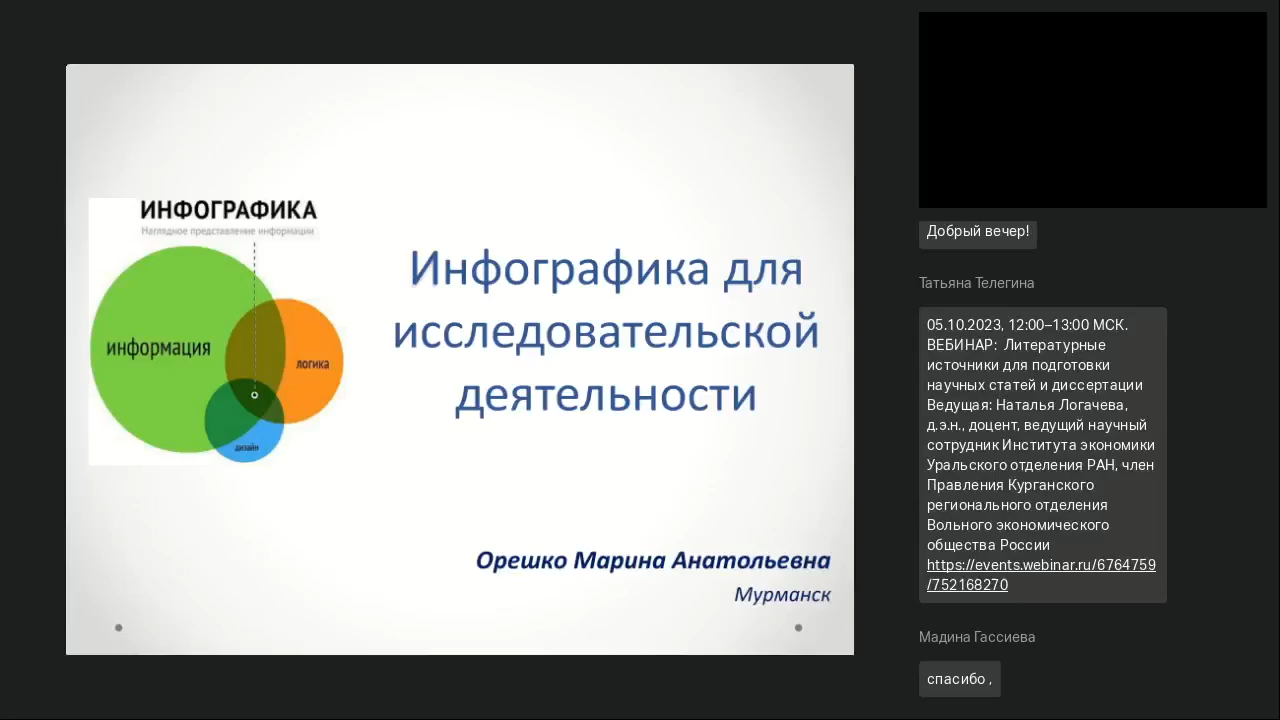 ИНФОГРАФИКА
Наглядное представление информации
информация
логика
дизайн
Инфографика для
исследовательской
деятельности
Орешко Марина Анатольевна
Мурманск
Добрый вечер!
Татьяна Телегина
05.10.2023, 12:00–13:00 МСК.
ВЕБИНАР: Литературные
источники для подготовки
научных статей и диссертации
Ведущая: Наталья Логачева,
д.э.н., доцент, ведущий научный
сотрудник Института экономики
Уральского отделения РАН, член
Правления Курганского
регионального отделения
Вольного экономического
общества России
https://events.webinar.ru/6764759
/752168270
Мадина Гассиева
спасибо ,